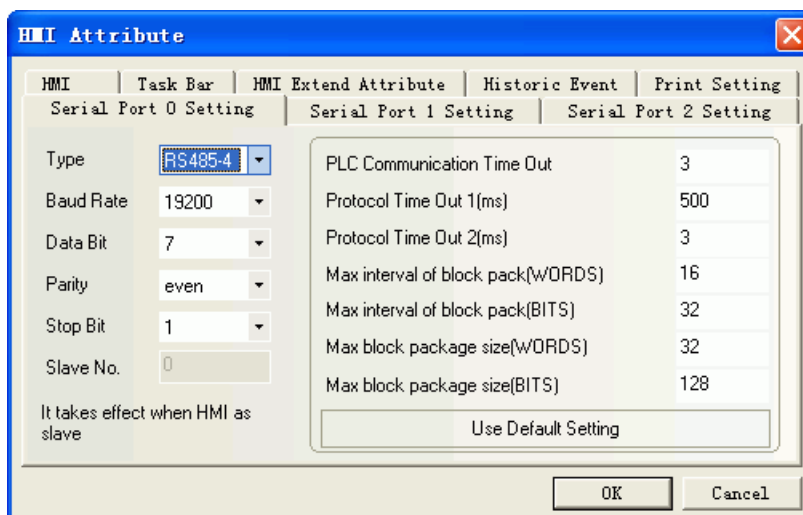 HMI Attribute
HMI Task Bar HMI Extend Attribute Historic Event Print Setting
Serial Port 0 Setting Serial Port 1 Setting Serial Port 2 Setting
Type RS485-4
Baud Rate 19200
Data Bit 7
Parity even
Stop Bit 1
Slave No. 0
It takes effect when HMI as
slave
PLC Communication Time Out 3
Protocol Time Out 1(ms) 500
Protocol Time Out 2(ms) 3
Max interval of block pack(WORDS) 16
Max interval of block pack(BITS) 32
Max block package size(WORDS) 32
Max block package size(BITS) 128
Use Default Setting
OK Cancel